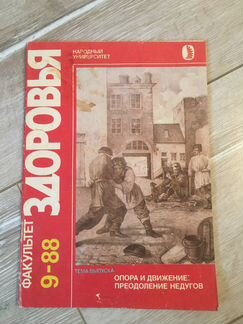 НАРОДНЫЙ
УНИВЕРСИТЕТ
ФАКУЛЬТЕТ
ЗДОРОВЬЯ
9-88
ТЕМА ВЫПУСКА
ОПОРА И ДВИЖЕНИЕ:
ПРЕОДОЛЕНИЕ НЕДУГОВ